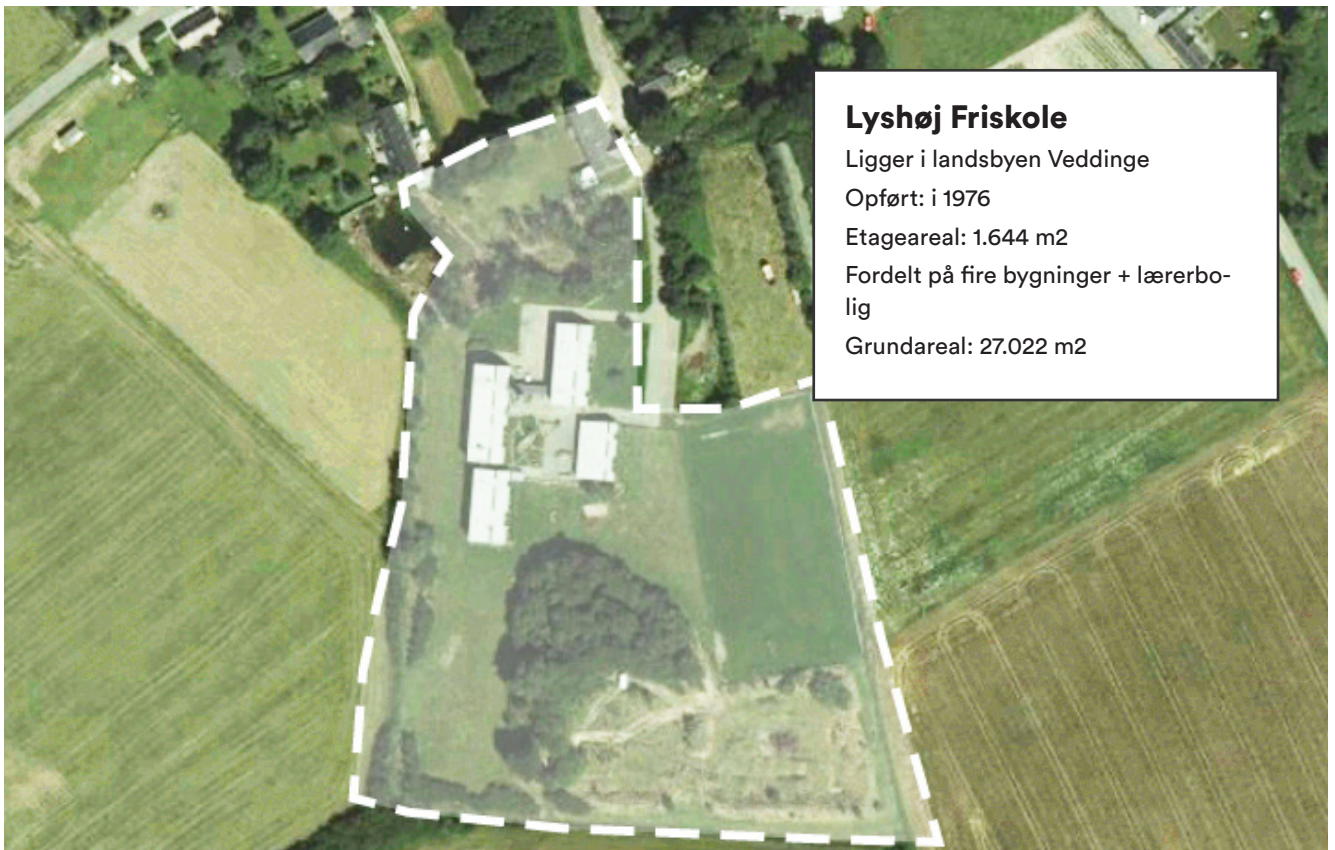 Lyshøj Friskole
Ligger i landsbyen Veddinge
Opført: i 1976
Etageareal: 1.644 m2
Fordelt på fire bygninger + lærerbo-
lig
Grundareal: 27.022 m2